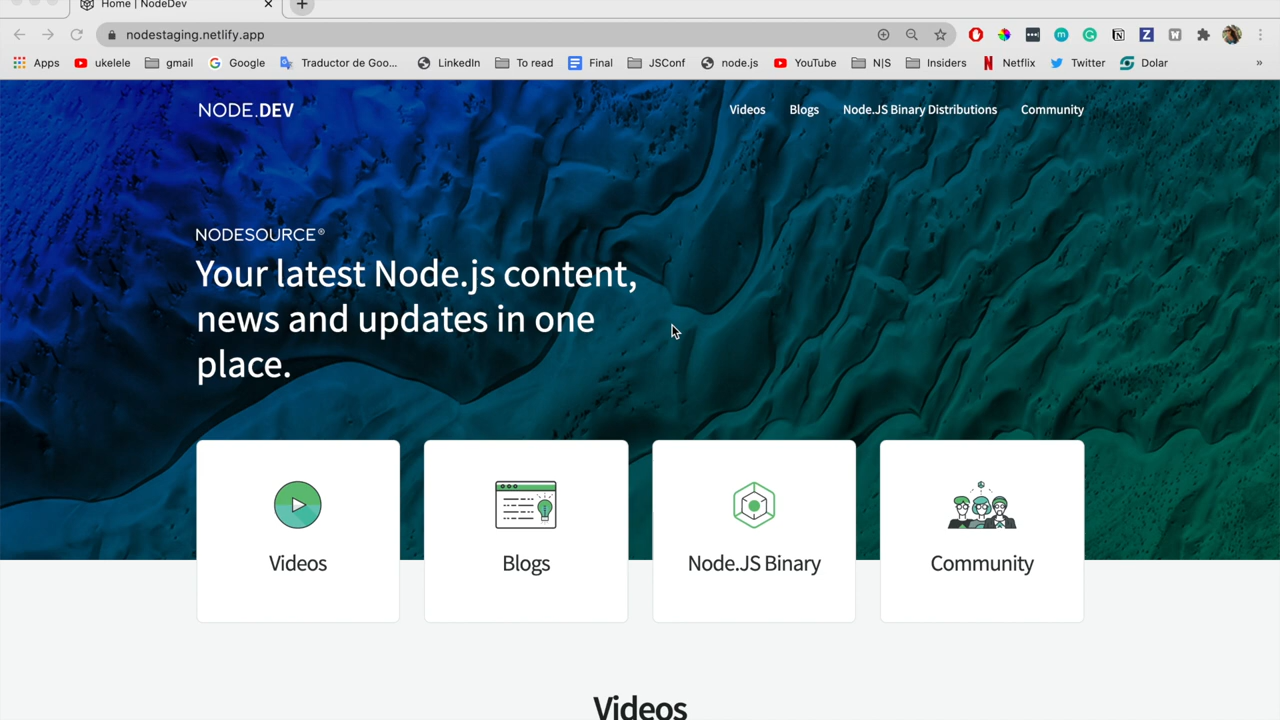 Home | NodeDev
nodestaging.netlify.app
Apps ukelele gmail Google Traductor de Goo... LinkedIn To read Final JSConf node.js YouTube N|S Insiders Netflix Twitter Dolar »
NODE.DEV Videos Blogs Node.JS Binary Distributions Community
NODESOURCE®
Your latest Node.js content,
news and updates in one
place.
Videos Blogs Node.JS Binary Community
Videos